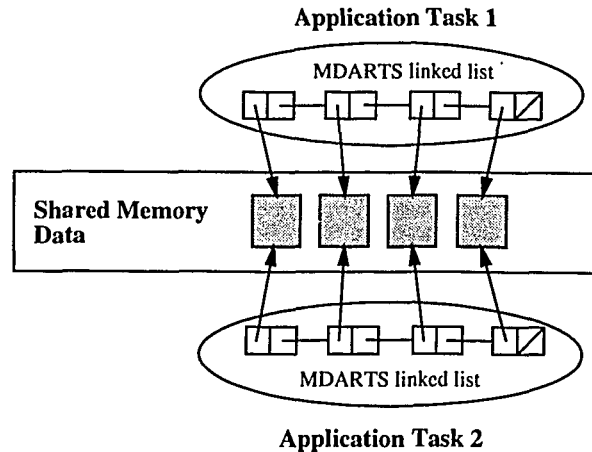 Application Task 1
MDARTS linked list
Shared Memory
Data
MDARTS linked list
Application Task 2